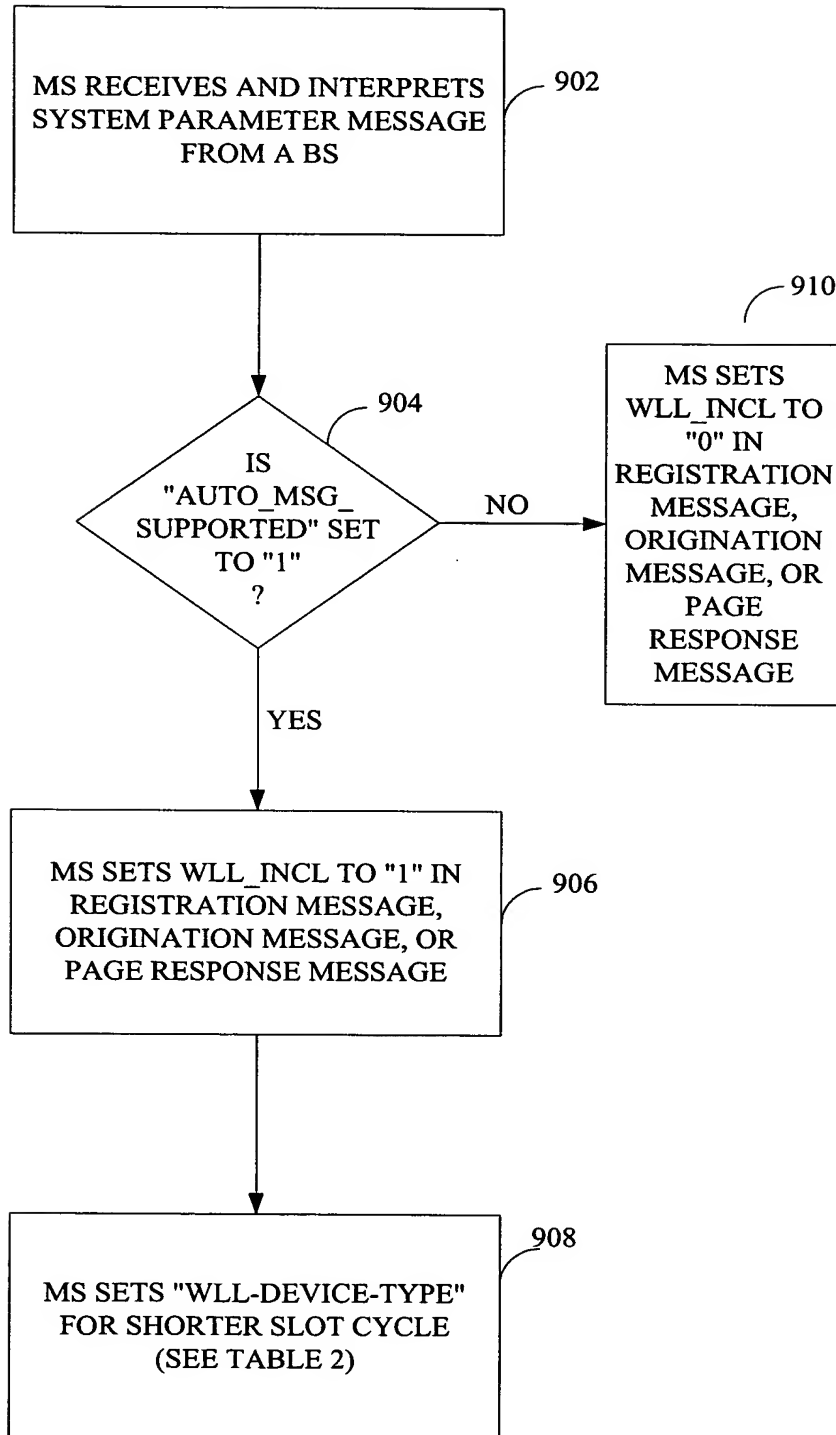 MS RECEIVES AND INTERPRETS
SYSTEM PARAMETER MESSAGE
FROM A BS
902
904
IS
"AUTO_MSG_
SUPPORTED" SET
TO "1"
?
NO
910
MS SETS
WLL_INCL TO
"0" IN
REGISTRATION
MESSAGE,
ORIGINATION
MESSAGE, OR
PAGE
RESPONSE
MESSAGE
YES
MS SETS WLL_INCL TO "1" IN
REGISTRATION MESSAGE,
ORIGINATION MESSAGE, OR
PAGE RESPONSE MESSAGE
906
MS SETS "WLL-DEVICE-TYPE"
FOR SHORTER SLOT CYCLE
(SEE TABLE 2)
908